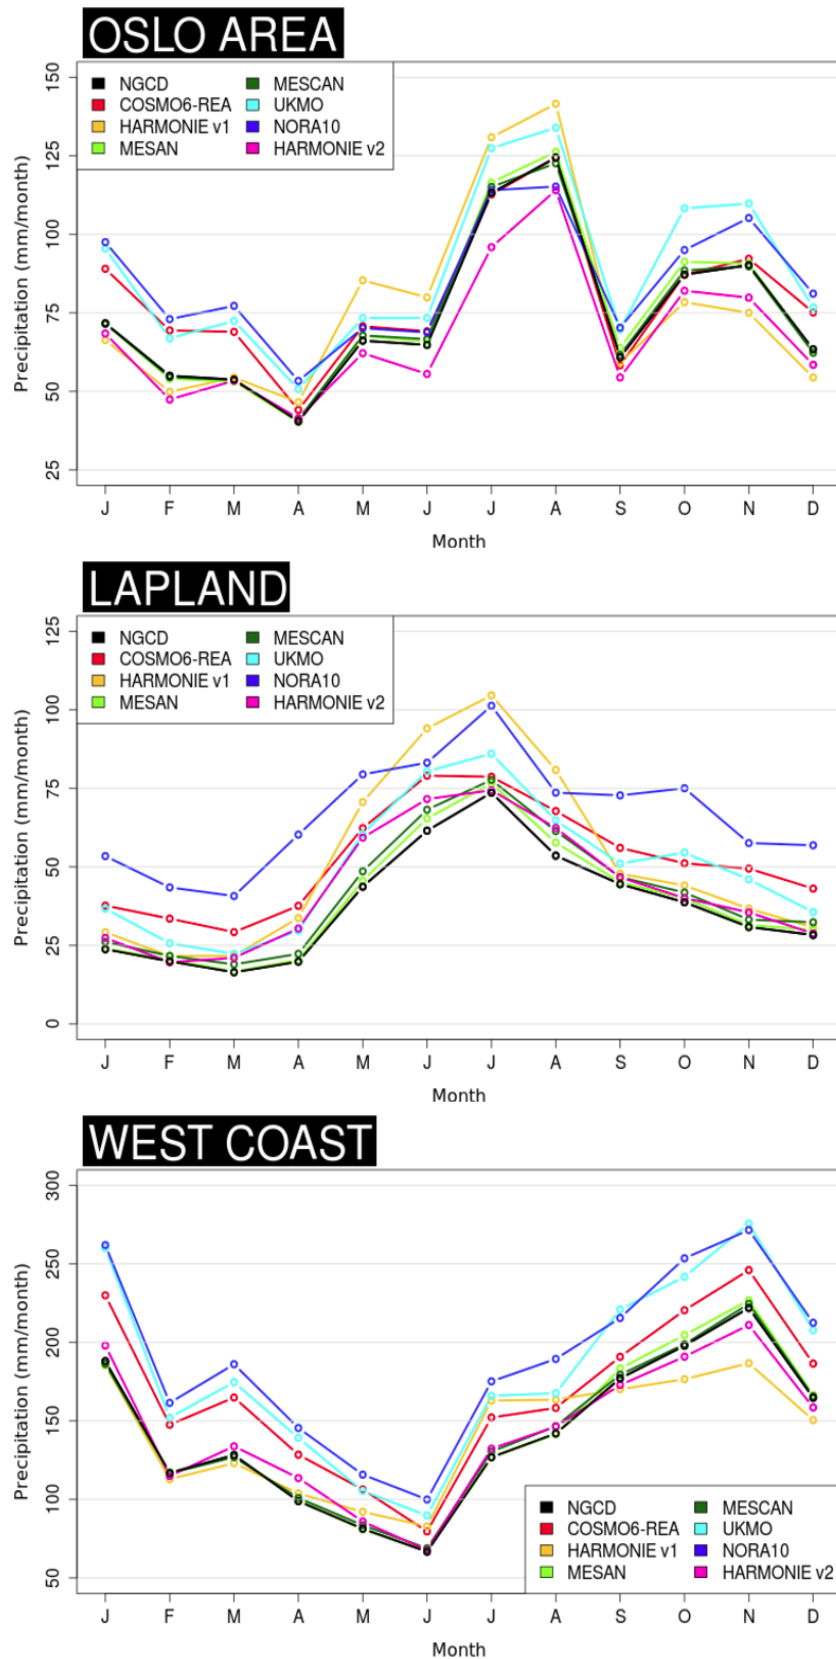 OSLO AREA
NGCD MESCAN
COSMO6-REA UKMO
HARMONIE v1 NORA10
MESAN HARMONIE v2
Precipitation (mm/month)
150
125
100
75
50
25
J F M A M J J A S O N D
Month
LAPLAND
NGCD MESCAN
COSMO6-REA UKMO
HARMONIE v1 NORA10
MESAN HARMONIE v2
Precipitation (mm/month)
125
100
75
50
25
0
J F M A M J J A S O N D
Month
WEST COAST
Precipitation (mm/month)
300
250
200
150
100
50
NGCD MESCAN
COSMO6-REA UKMO
HARMONIE v1 NORA10
MESAN HARMONIE v2
J F M A M J J A S O N D
Month